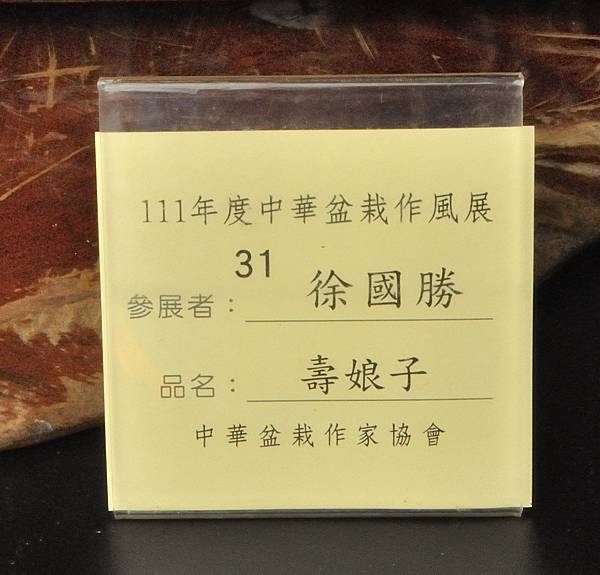 111年度中華盆栽作風展
31
參展者：徐國勝
品名：壽娘子
中華盆栽作家協會